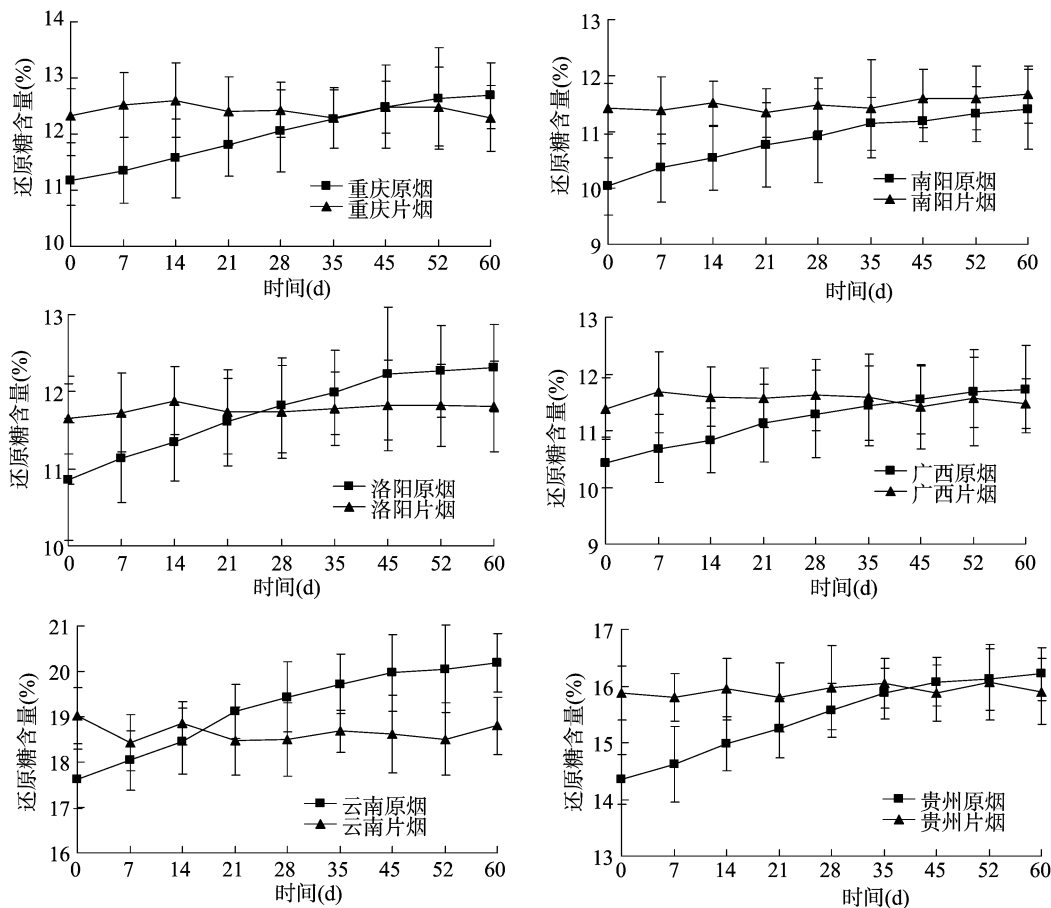 14
13
12
11
10
还原糖含量(%)
重庆原烟
重庆片烟
0 7 14 21 28 35 45 52 60
时间(d)
13
12
11
10
9
还原糖含量(%)
南阳原烟
南阳片烟
0 7 14 21 28 35 45 52 60
时间(d)
13
12
11
10
还原糖含量(%)
洛阳原烟
洛阳片烟
0 7 14 21 28 35 45 52 60
时间(d)
13
12
11
10
9
还原糖含量(%)
广西原烟
广西片烟
0 7 14 21 28 35 45 52 60
时间(d)
21
20
19
18
17
16
还原糖含量(%)
云南原烟
云南片烟
0 7 14 21 28 35 45 52 60
时间(d)
17
16
15
14
13
还原糖含量(%)
贵州原烟
贵州片烟
0 7 14 21 28 35 45 52 60
时间(d)